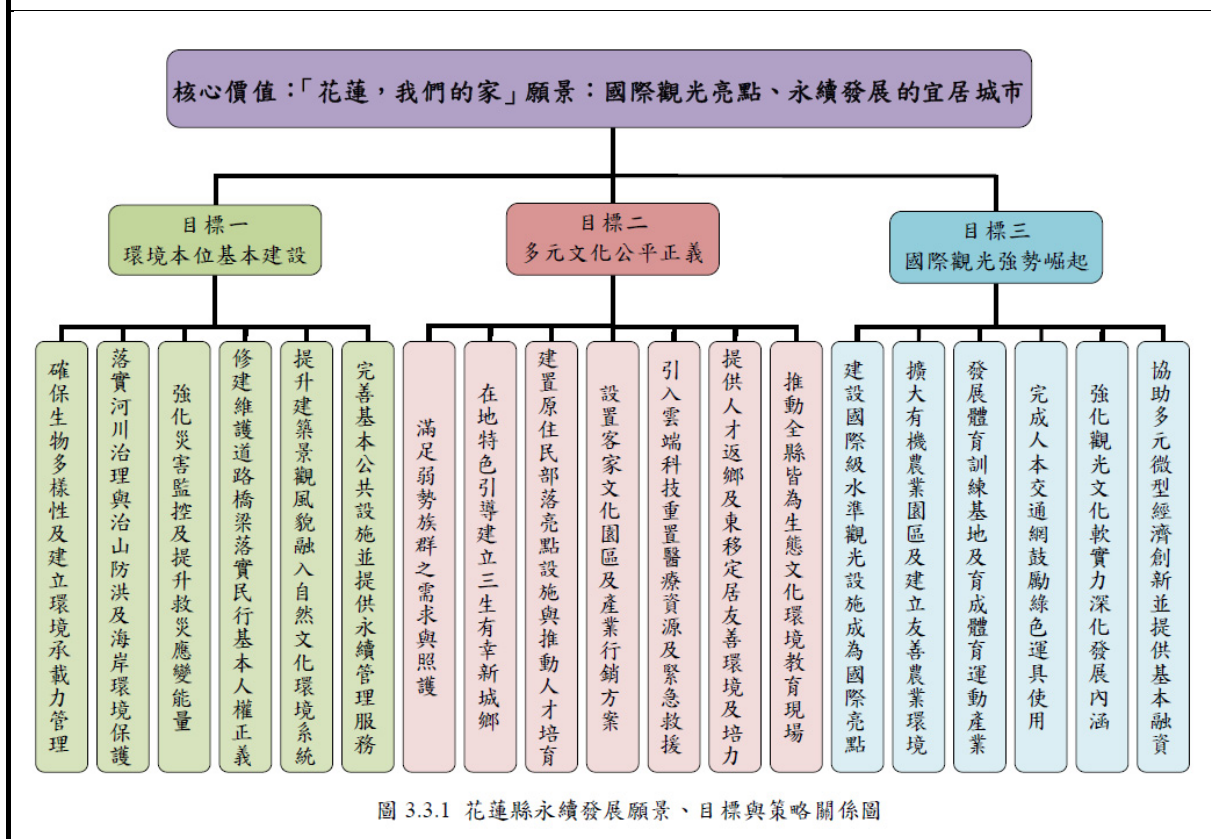 核心價值：「花蓮，我們的家」願景：國際觀光亮點、永續發展的宜居城市
目標一
環境本位基本建設
目標二
多元文化公平正義
目標三
國際觀光強勢崛起
確保生物多樣性及建立環境承載力管理
落實河川治理與治山防洪及海岸環境保護
強化災害監控及提升救災應變能量
修建維護道路橋梁落實民行基本人權正義
提升建築景觀風貌融入自然文化環境系統
完善基本公共設施並提供永續管理服務
滿足弱勢族群之需求與照護
在地特色引導建立三生有幸新城鄉
建置原住民部落亮點設施與推動人才培育
設置客家文化園區及產業行銷方案
引入雲端科技重置醫療資源及緊急救援
提供人才返鄉及東移定居友善環境及培力
推動全縣皆為生態文化環境教育現場
建設國際級水準觀光設施成為國際亮點
擴大有機農業園區及建立友善農業環境
發展體育訓練基地及育成體育運動產業
完成人本交通網鼓勵綠色運具使用
強化觀光文化軟實力深化發展內涵
協助多元微型經濟創新並提供基本融資
圖 3.3.1 花蓮縣永續發展願景、目標與策略關係圖